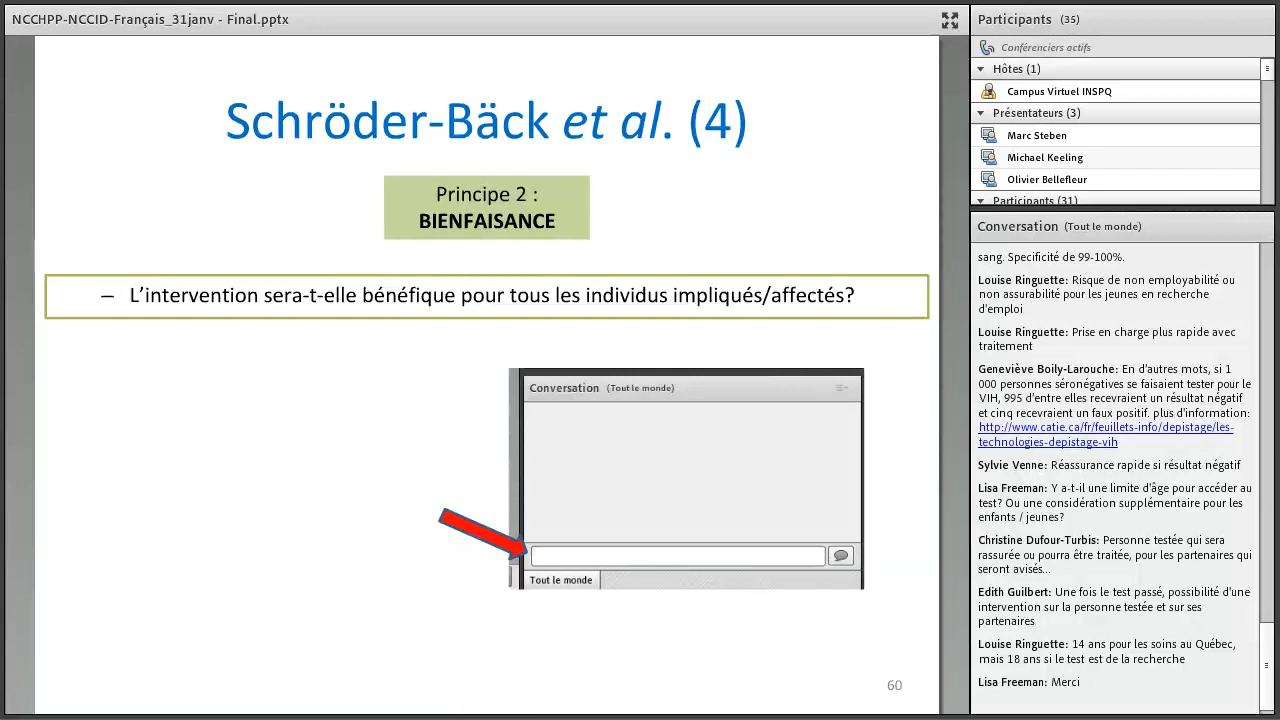 NCCHPP-NCCID-Français_31janv - Final.pptx
Schröder-Bäck et al. (4)
Principe 2 :
BIENFAISANCE
– L’intervention sera-t-elle bénéfique pour tous les individus impliqués/affectés?
Conversation (Tout le monde)
Tout le monde
60
Participants (35)
Conférenciers actifs
Hôtes (1)
Campus Virtuel INSPQ
Présentateurs (3)
Marc Steben
Michael Keeling
Olivier Bellefleur
Participants (31)
Conversation (Tout le monde)
sang. Specificité de 99-100%.
Louise Ringuette: Risque de non employabilité ou
non assurabilité pour les jeunes en recherche
d'emploi
Louise Ringuette: Prise en charge plus rapide avec
traitement
Geneviève Boily-Larouche: En d'autres mots, si 1
000 personnes séronégatives se faisaient tester pour le
VIH, 995 d'entre elles recevraient un résultat négatif
et cinq recevraient un faux positif. plus d'information:
http://www.catie.ca/fr/feuillets-info/depistage/les-
technologies-depistage-vih
Sylvie Venne: Réassurance rapide si résultat négatif
Lisa Freeman: Y a-t-il une limite d'âge pour accéder au
test? Ou une considération supplémentaire pour les
enfants / jeunes?
Christine Dufour-Turbis: Personne testée qui sera
rassurée ou pourra être traitée, pour les partenaires qui
seront avisés...
Edith Guilbert: Une fois le test passé, possibilité d'une
intervention sur la personne testée et sur ses
partenaires
Louise Ringuette: 14 ans pour les soins au Québec,
mais 18 ans si le test est de la recherche
Lisa Freeman: Merci